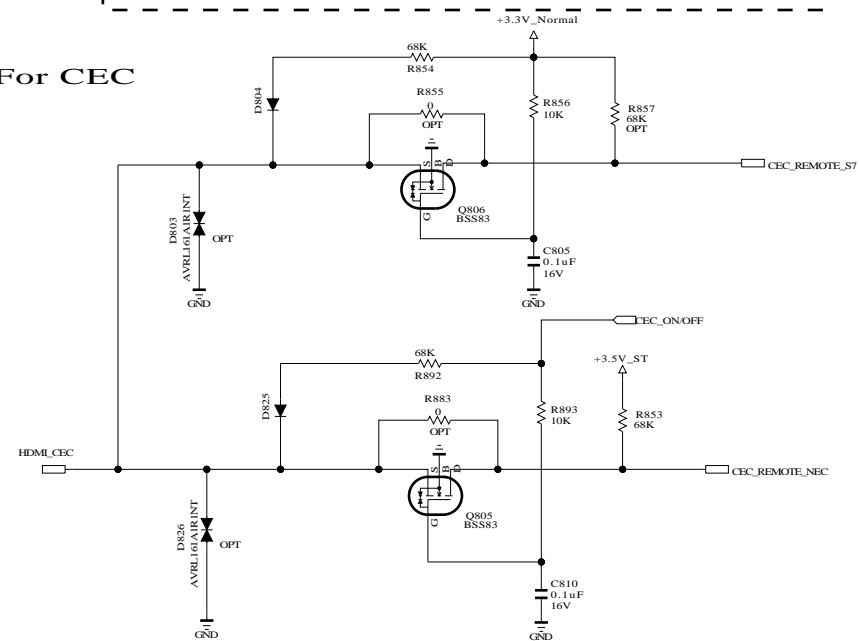 +3.3V_Normal
For CEC
68K
R854
D804
R855
0
OPT
R856
10K
R857
68K
OPT
S
B
D
CEC_REMOTE_S7
G
Q806
BSS83
D803
AVRL161A1R1NT
OPT
C805
0.1uF
16V
GND
GND
CEC_ON/OFF
68K
R892
+3.5V_ST
D825
R883
0
OPT
R893
10K
R853
68K
HDMI_CEC
S
B
D
CEC_REMOTE_NEC
G
Q805
BSS83
D826
AVRL161A1R1NT
OPT
C810
0.1uF
16V
GND
GND